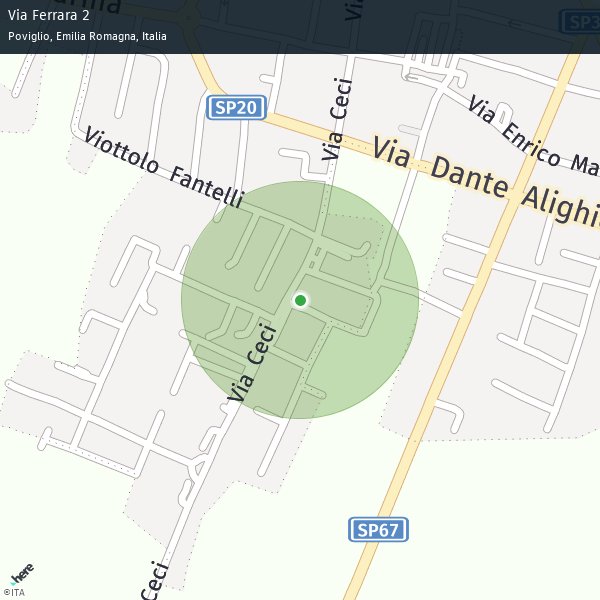 Via Ferrara 2
Poviglio, Emilia Romagna, Italia
Via
SP3
SP20
Via Ceci
Via Enrico Ma
Viottolo Fantelli
Via Dante Alighi
Via Ceci
SP67
Ceci
here
©ITA